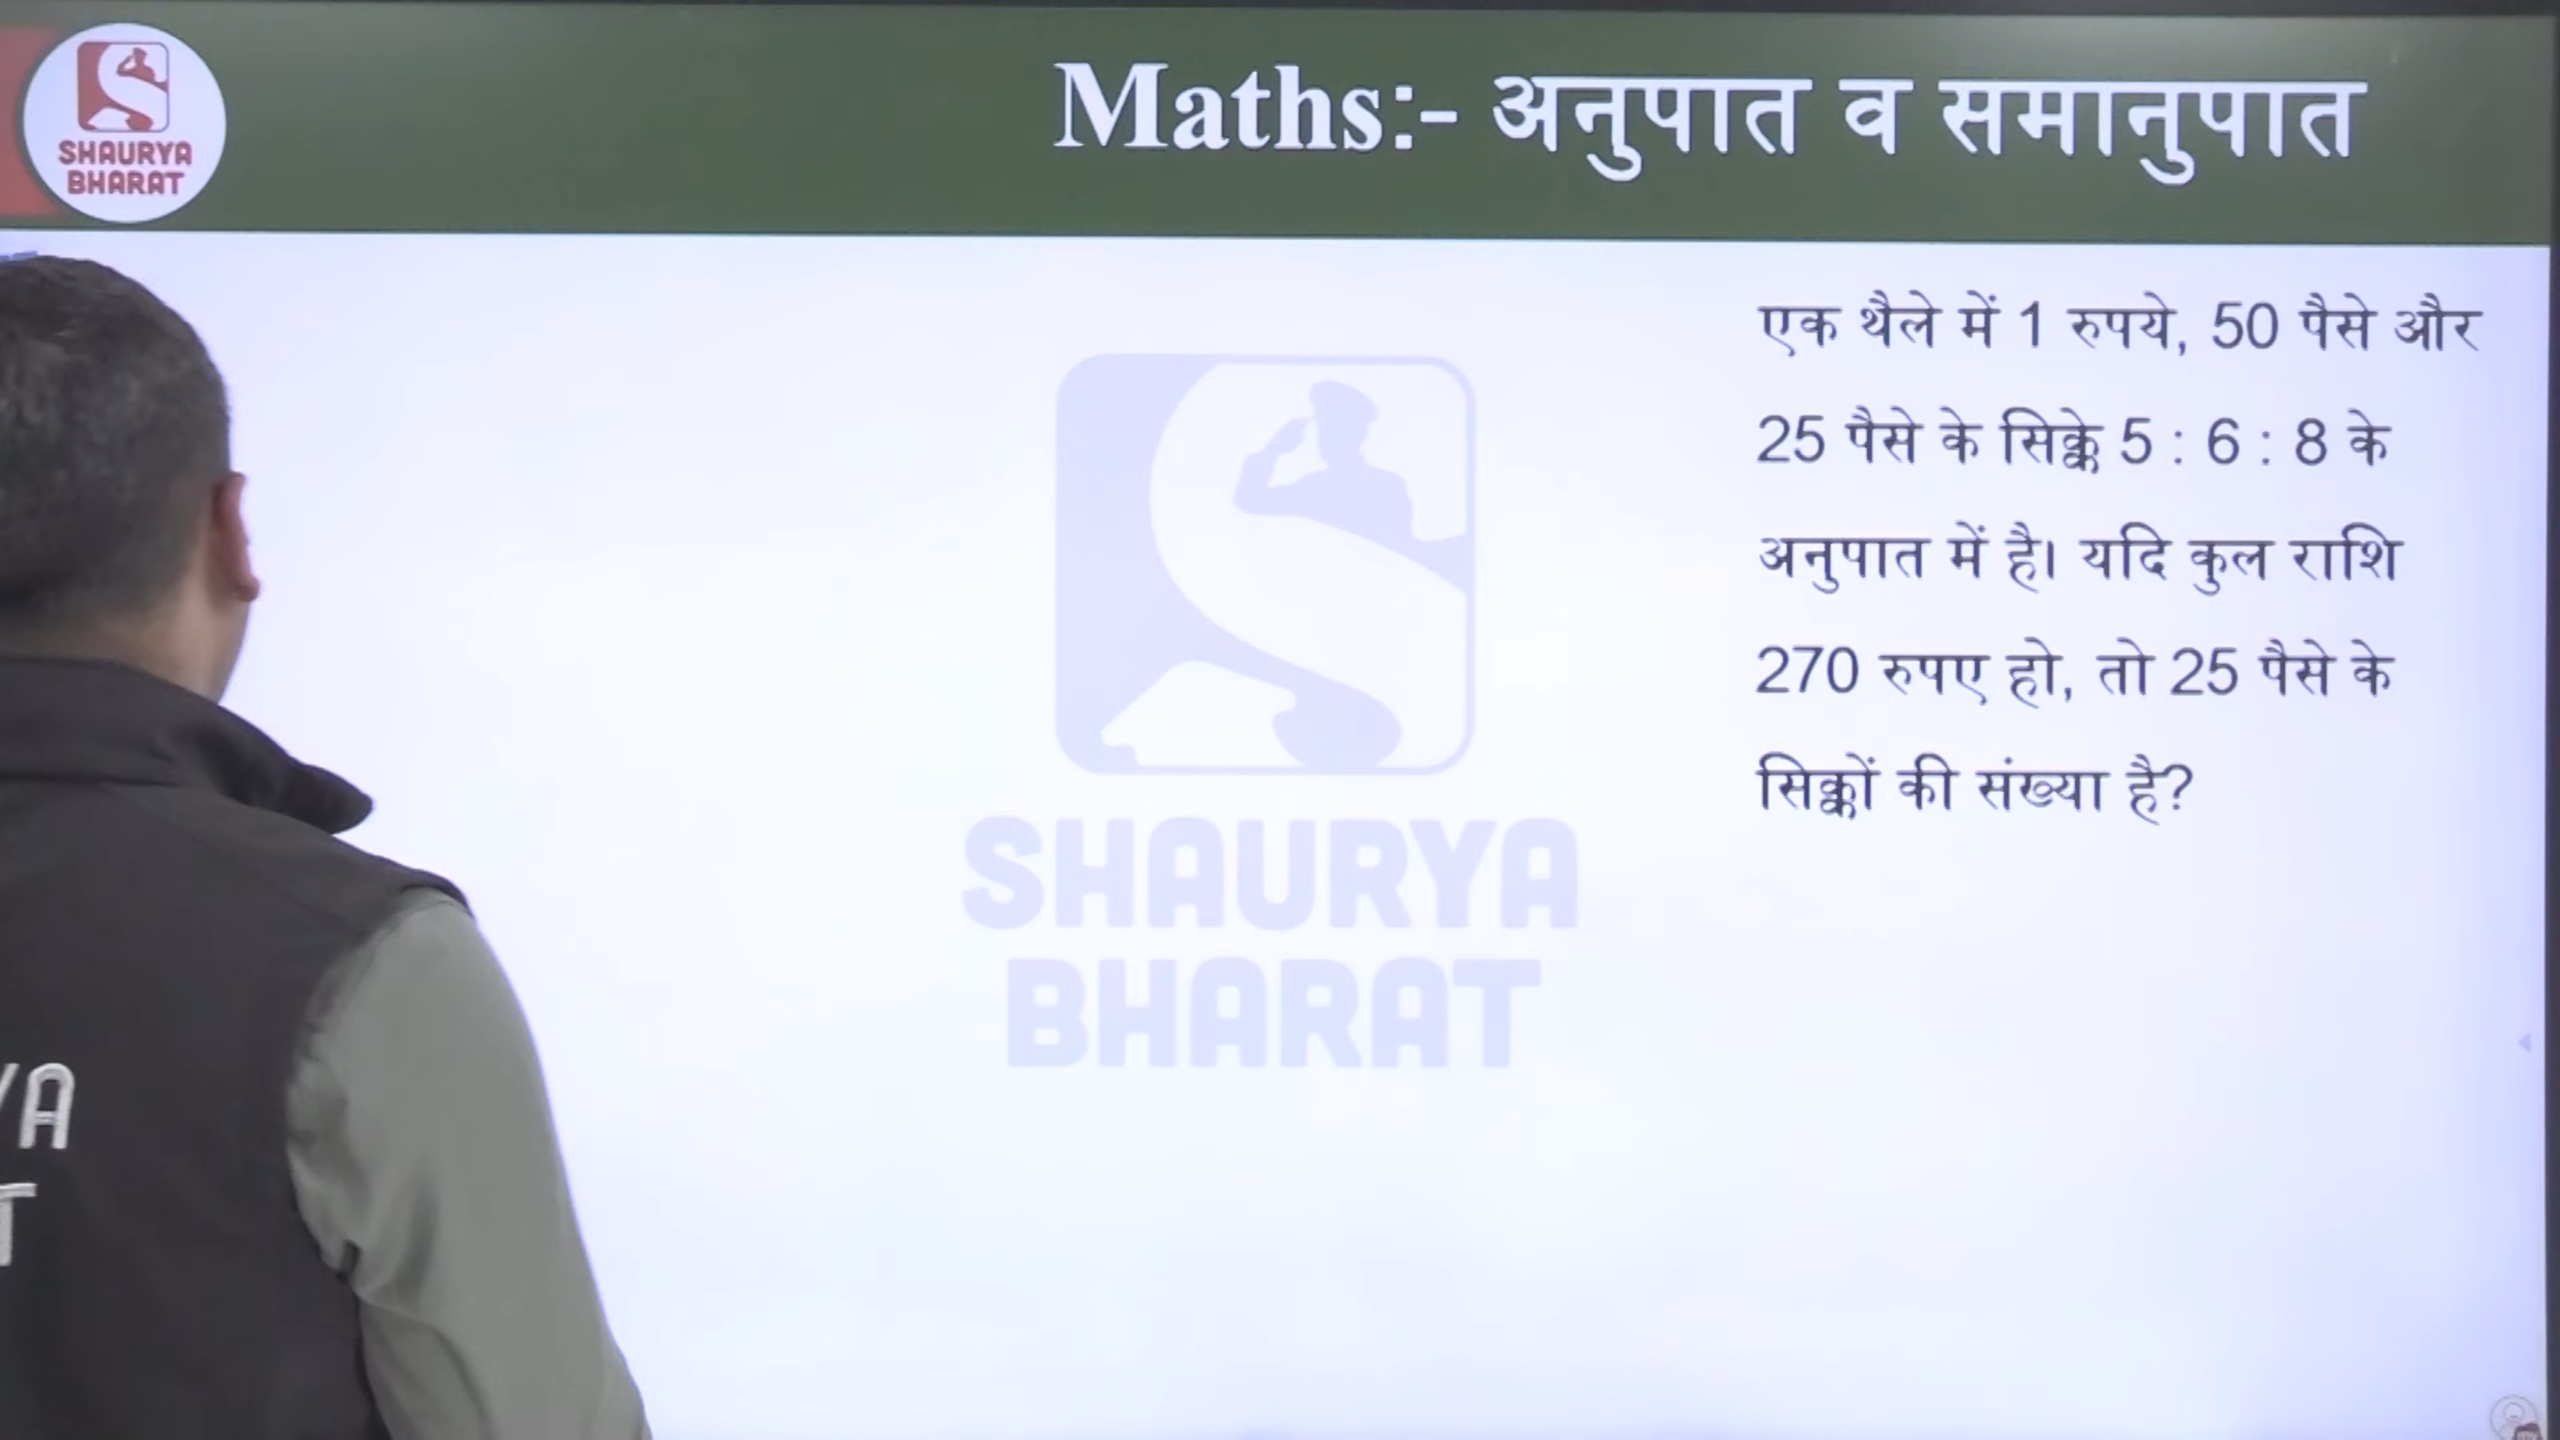 SHAURYA
BHARAT
Maths:- अनुपात व समानुपात
एक थैले में 1 रुपये, 50 पैसे और
25 पैसे के सिक्के 5 : 6 : 8 के
अनुपात में है। यदि कुल राशि
270 रुपए हो, तो 25 पैसे के
सिक्कों की संख्या है?
SHAURYA
BHARAT
YA
T